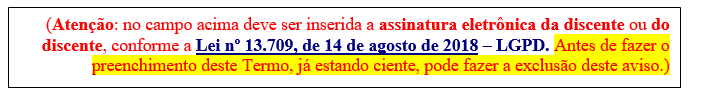 (Atenção: no campo acima deve ser inserida a assinatura eletrônica da discente ou do
discente, conforme a Lei nº 13.709, de 14 de agosto de 2018 – LGPD. Antes de fazer o
preenchimento deste Termo, já estando ciente, pode fazer a exclusão deste aviso.)